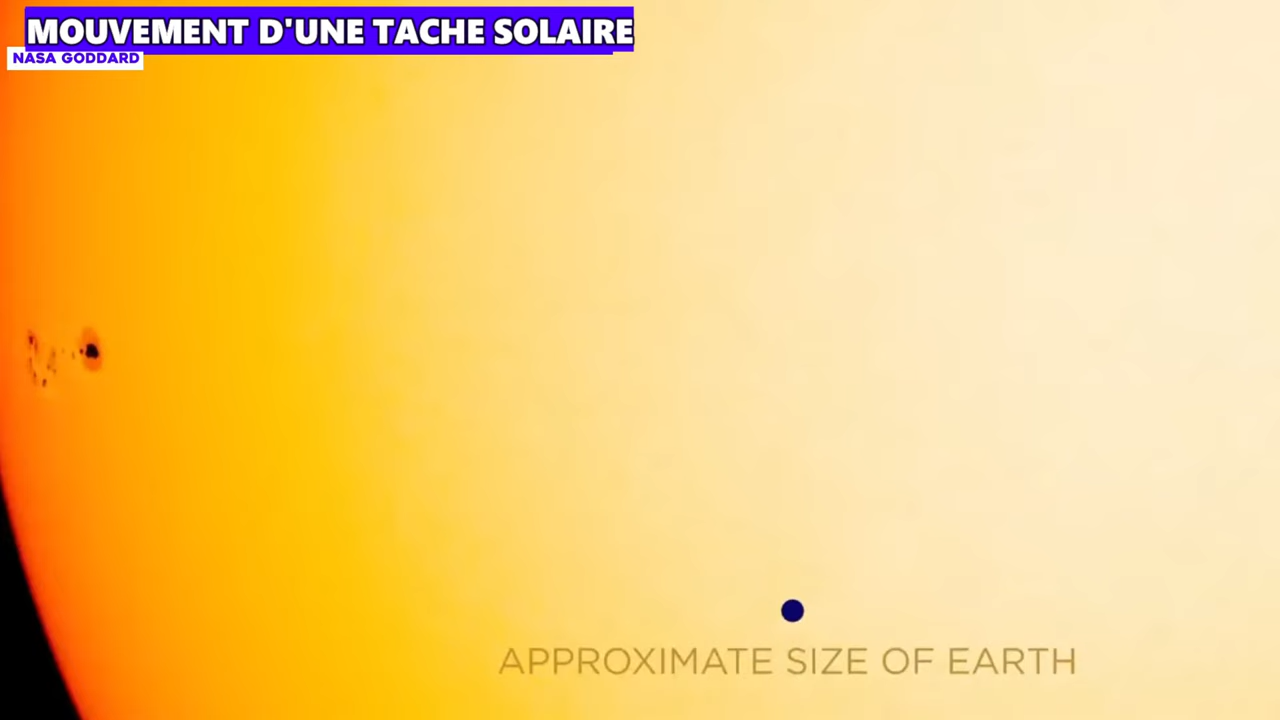 MOUVEMENT D'UNE TACHE SOLAIRE
NASA GODDARD
APPROXIMATE SIZE OF EARTH